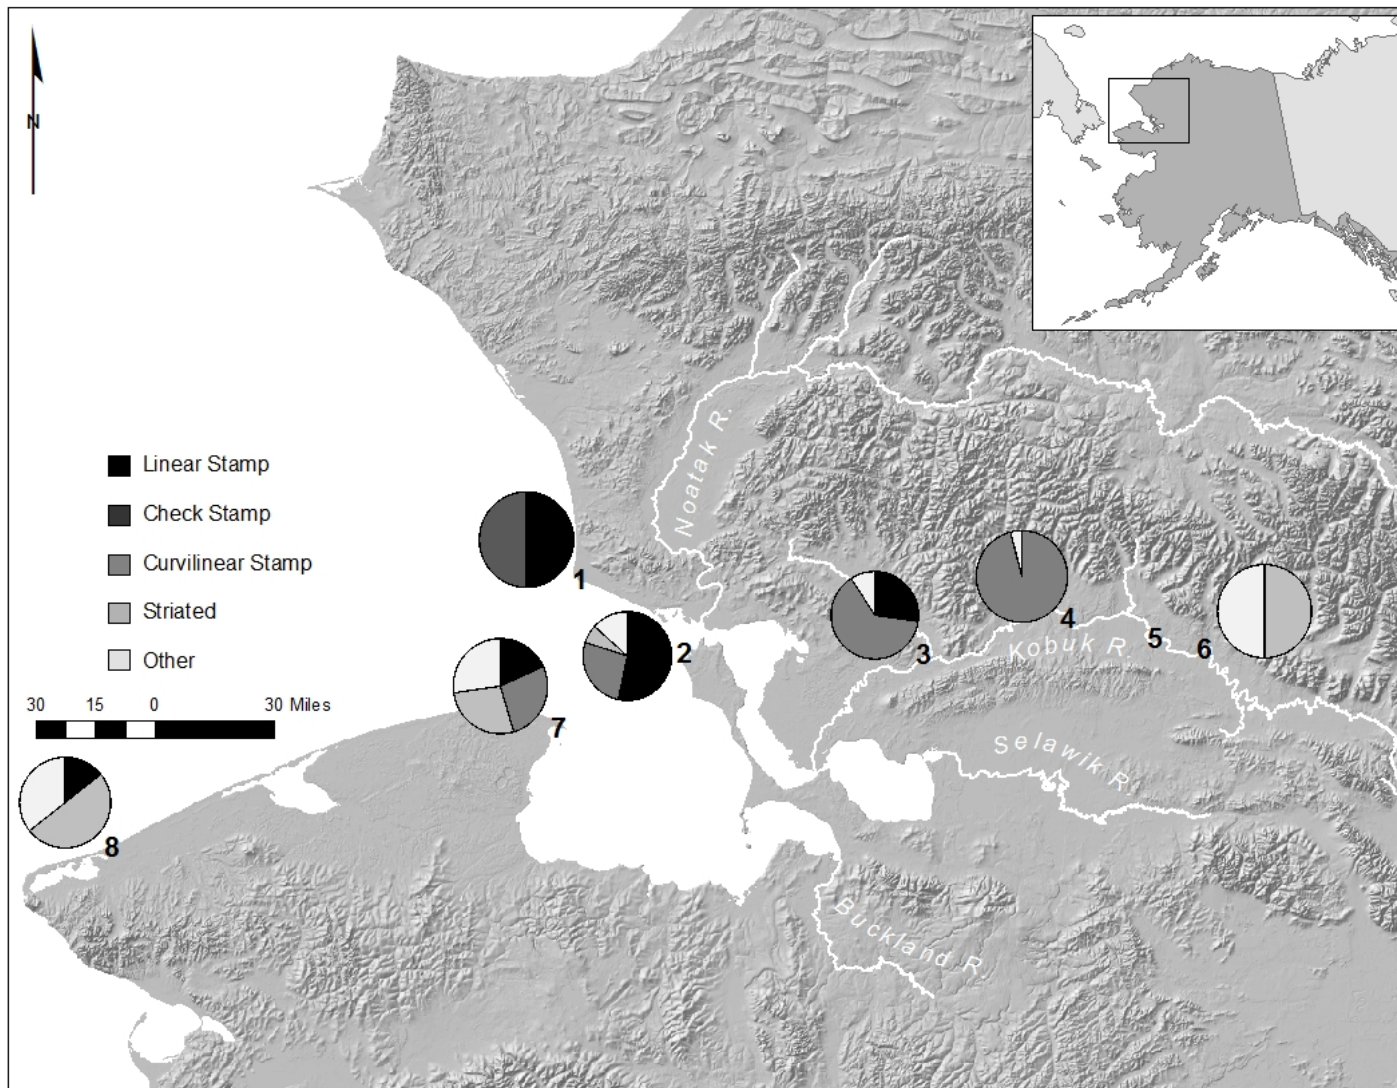 N
Noatak R.
Linear Stamp
Check Stamp
Curvilinear Stamp
Striated
Other
30 15 0 30 Miles
1
2
3
4
5
6
Kobuk R.
7
Selawik R.
8
Buckland R.